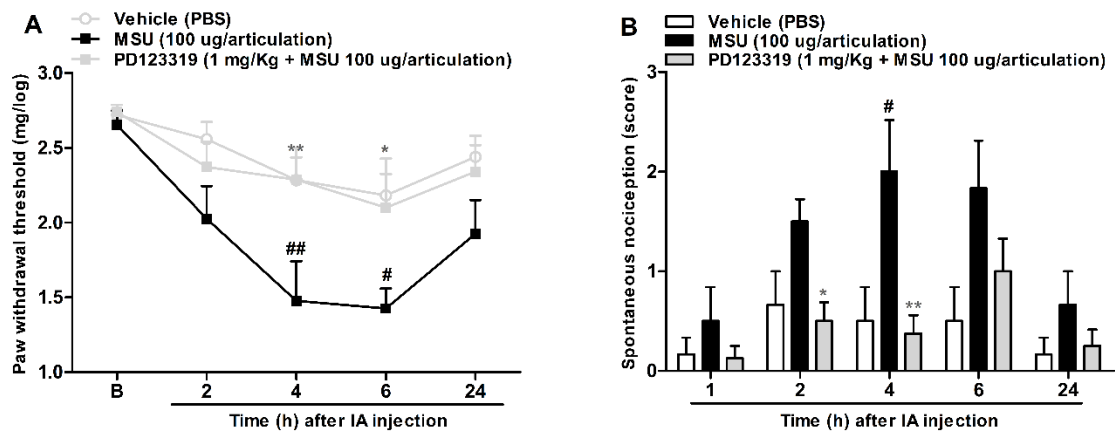 A
Vehicle (PBS)
MSU (100 ug/articulation)
PD123319 (1 mg/Kg + MSU 100 ug/articulation)
Paw withdrawal threshold (mg/log)
3.0
2.5
2.0
1.5
1.0
**
*
##
#
B 2 4 6 24
Time (h) after IA injection
B
Vehicle (PBS)
MSU (100 ug/articulation)
PD123319 (1 mg/Kg + MSU 100 ug/articulation)
Spontaneous nociception (score)
3
2
1
0
#
*
**
1 2 4 6 24
Time (h) after IA injection